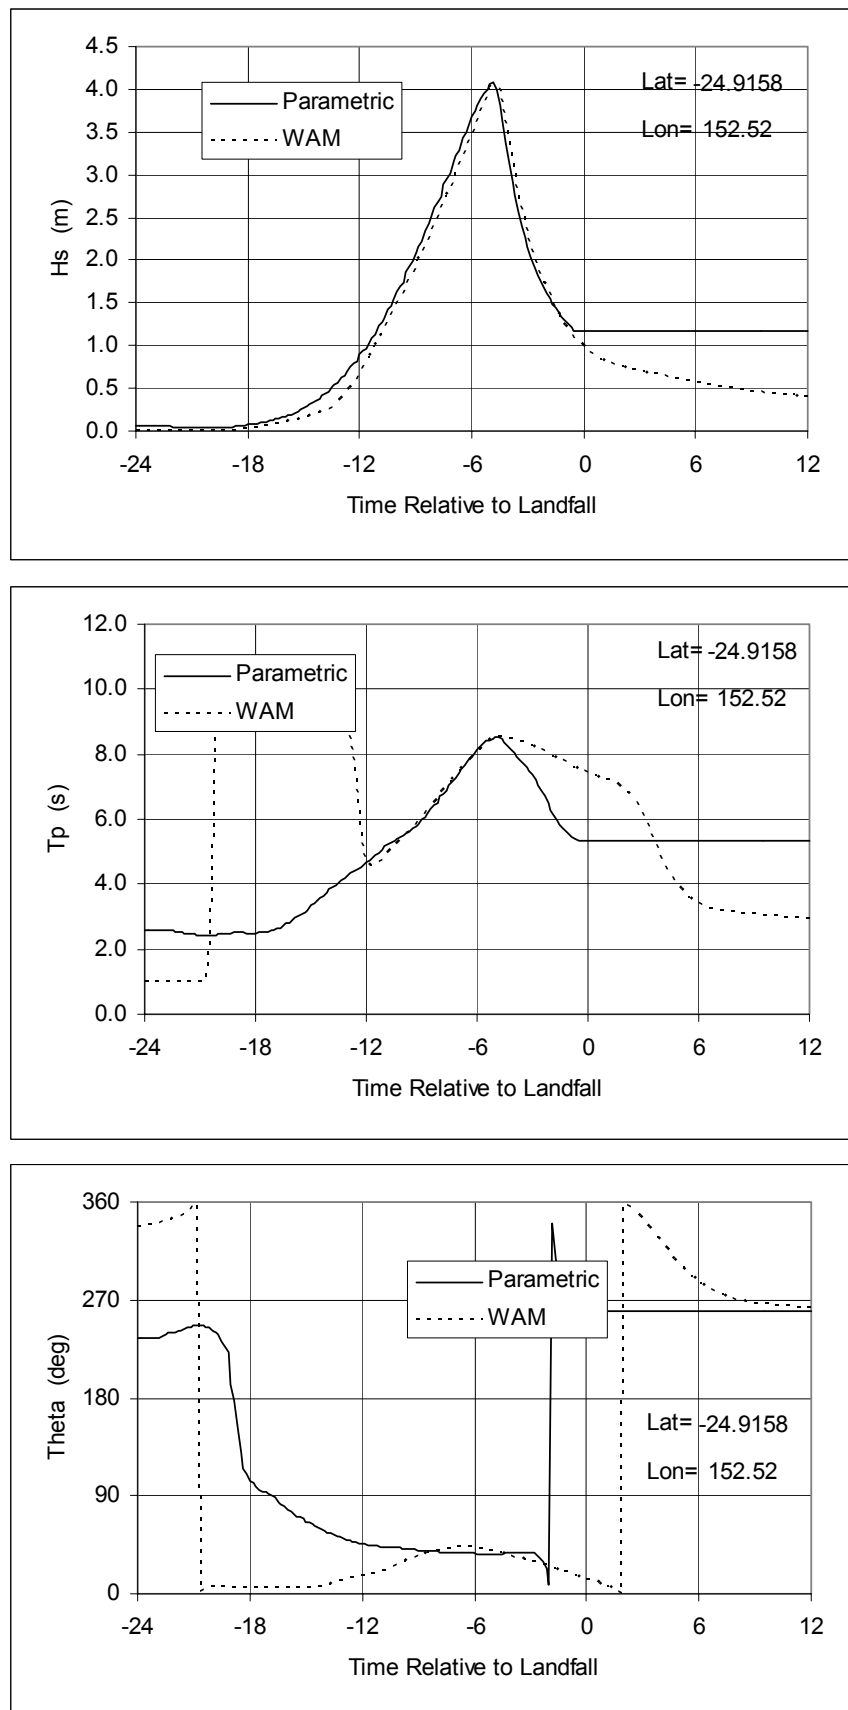 4.5
4.0
3.5
3.0
2.5
2.0
1.5
1.0
0.5
0.0
Hs (m)
Parametric
WAM
Lat= -24.9158
Lon= 152.52
-24 -18 -12 -6 0 6 12
Time Relative to Landfall
12.0
10.0
8.0
6.0
4.0
2.0
0.0
Tp (s)
Parametric
WAM
Lat= -24.9158
Lon= 152.52
-24 -18 -12 -6 0 6 12
Time Relative to Landfall
360
270
180
90
0
Theta (deg)
Parametric
WAM
Lat= -24.9158
Lon= 152.52
-24 -18 -12 -6 0 6 12
Time Relative to Landfall